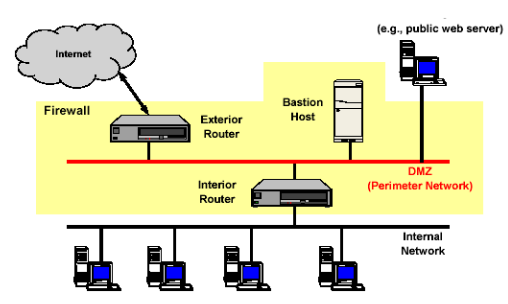 (e.g., public web server)
Internet
Firewall
Exterior
Router
Bastion
Host
DMZ
(Perimeter Network)
Interior
Router
Internal
Network